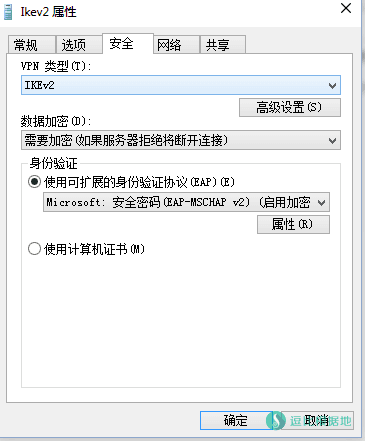 Ikev2 属性
常规 选项 安全 网络 共享
VPN 类型(T):
IKEv2
高级设置(S)
数据加密(D):
需要加密(如果服务器拒绝将断开连接)
身份验证
使用可扩展的身份验证协议(EAP)(E)
Microsoft: 安全密码(EAP-MSCHAP v2) (启用加密
属性(R)
使用计算机证书(M)
确定 取消